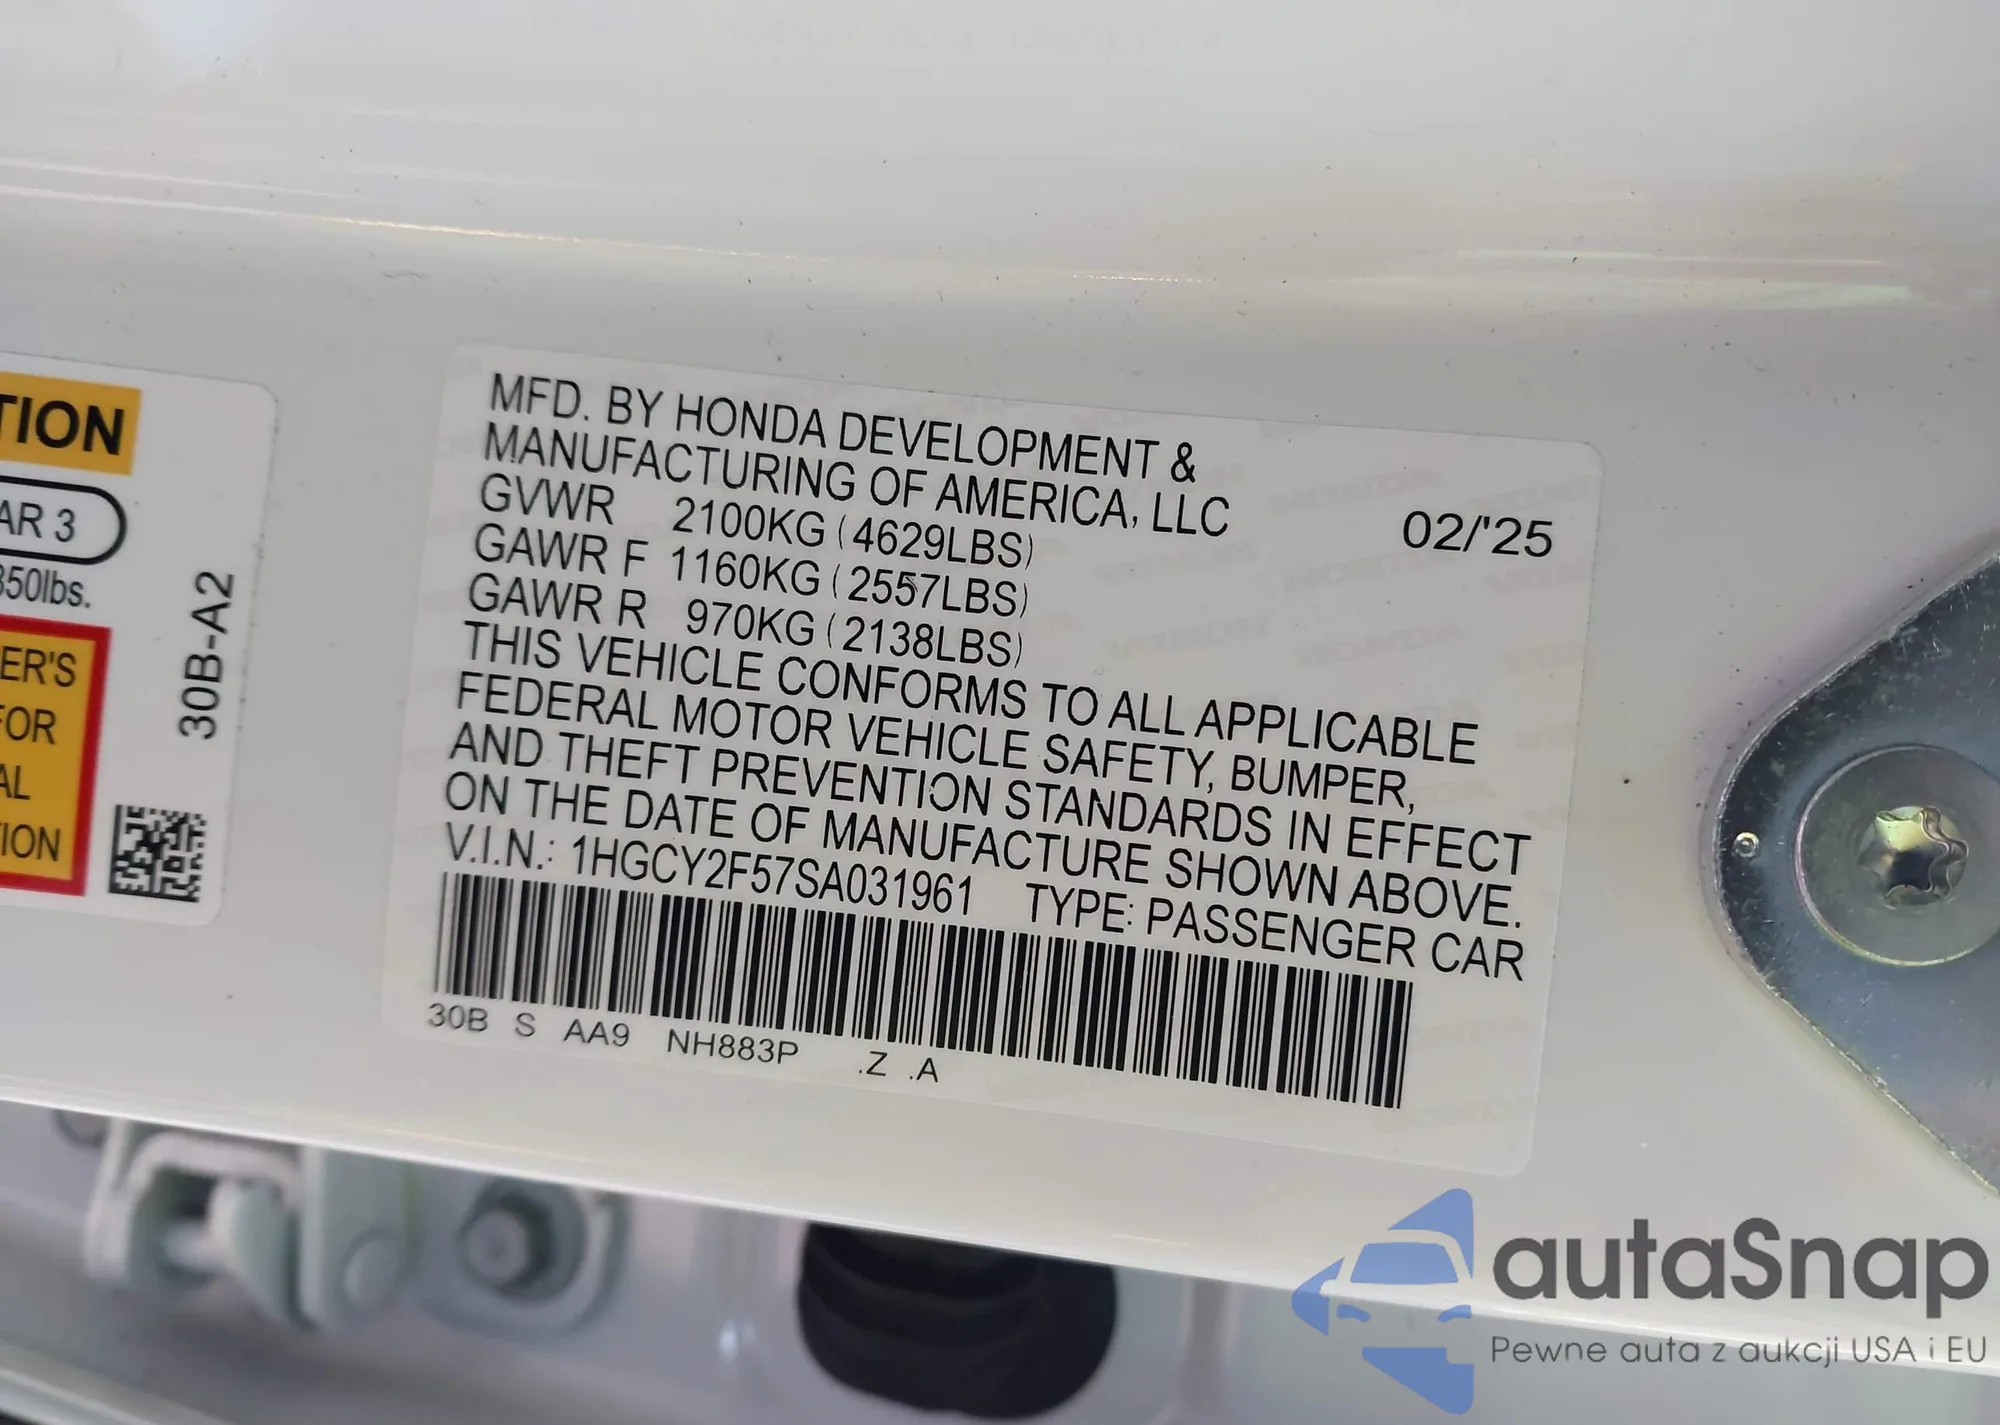 TION
AR 3
350lbs.
ER'S
FOR
AL
TION
30B-A2
MFD. BY HONDA DEVELOPMENT &
MANUFACTURING OF AMERICA, LLC
GVWR 2100KG (4629LBS) 02/'25
GAWR F 1160KG (2557LBS)
GAWR R 970KG (2138LBS)
THIS VEHICLE CONFORMS TO ALL APPLICABLE
FEDERAL MOTOR VEHICLE SAFETY, BUMPER,
AND THEFT PREVENTION STANDARDS IN EFFECT
ON THE DATE OF MANUFACTURE SHOWN ABOVE.
V.I.N.: 1HGCY2F57SA031961 TYPE: PASSENGER CAR
30B S AA9 NH883P .Z .A
autaSnap
Pewne auta z aukcji USA i EU